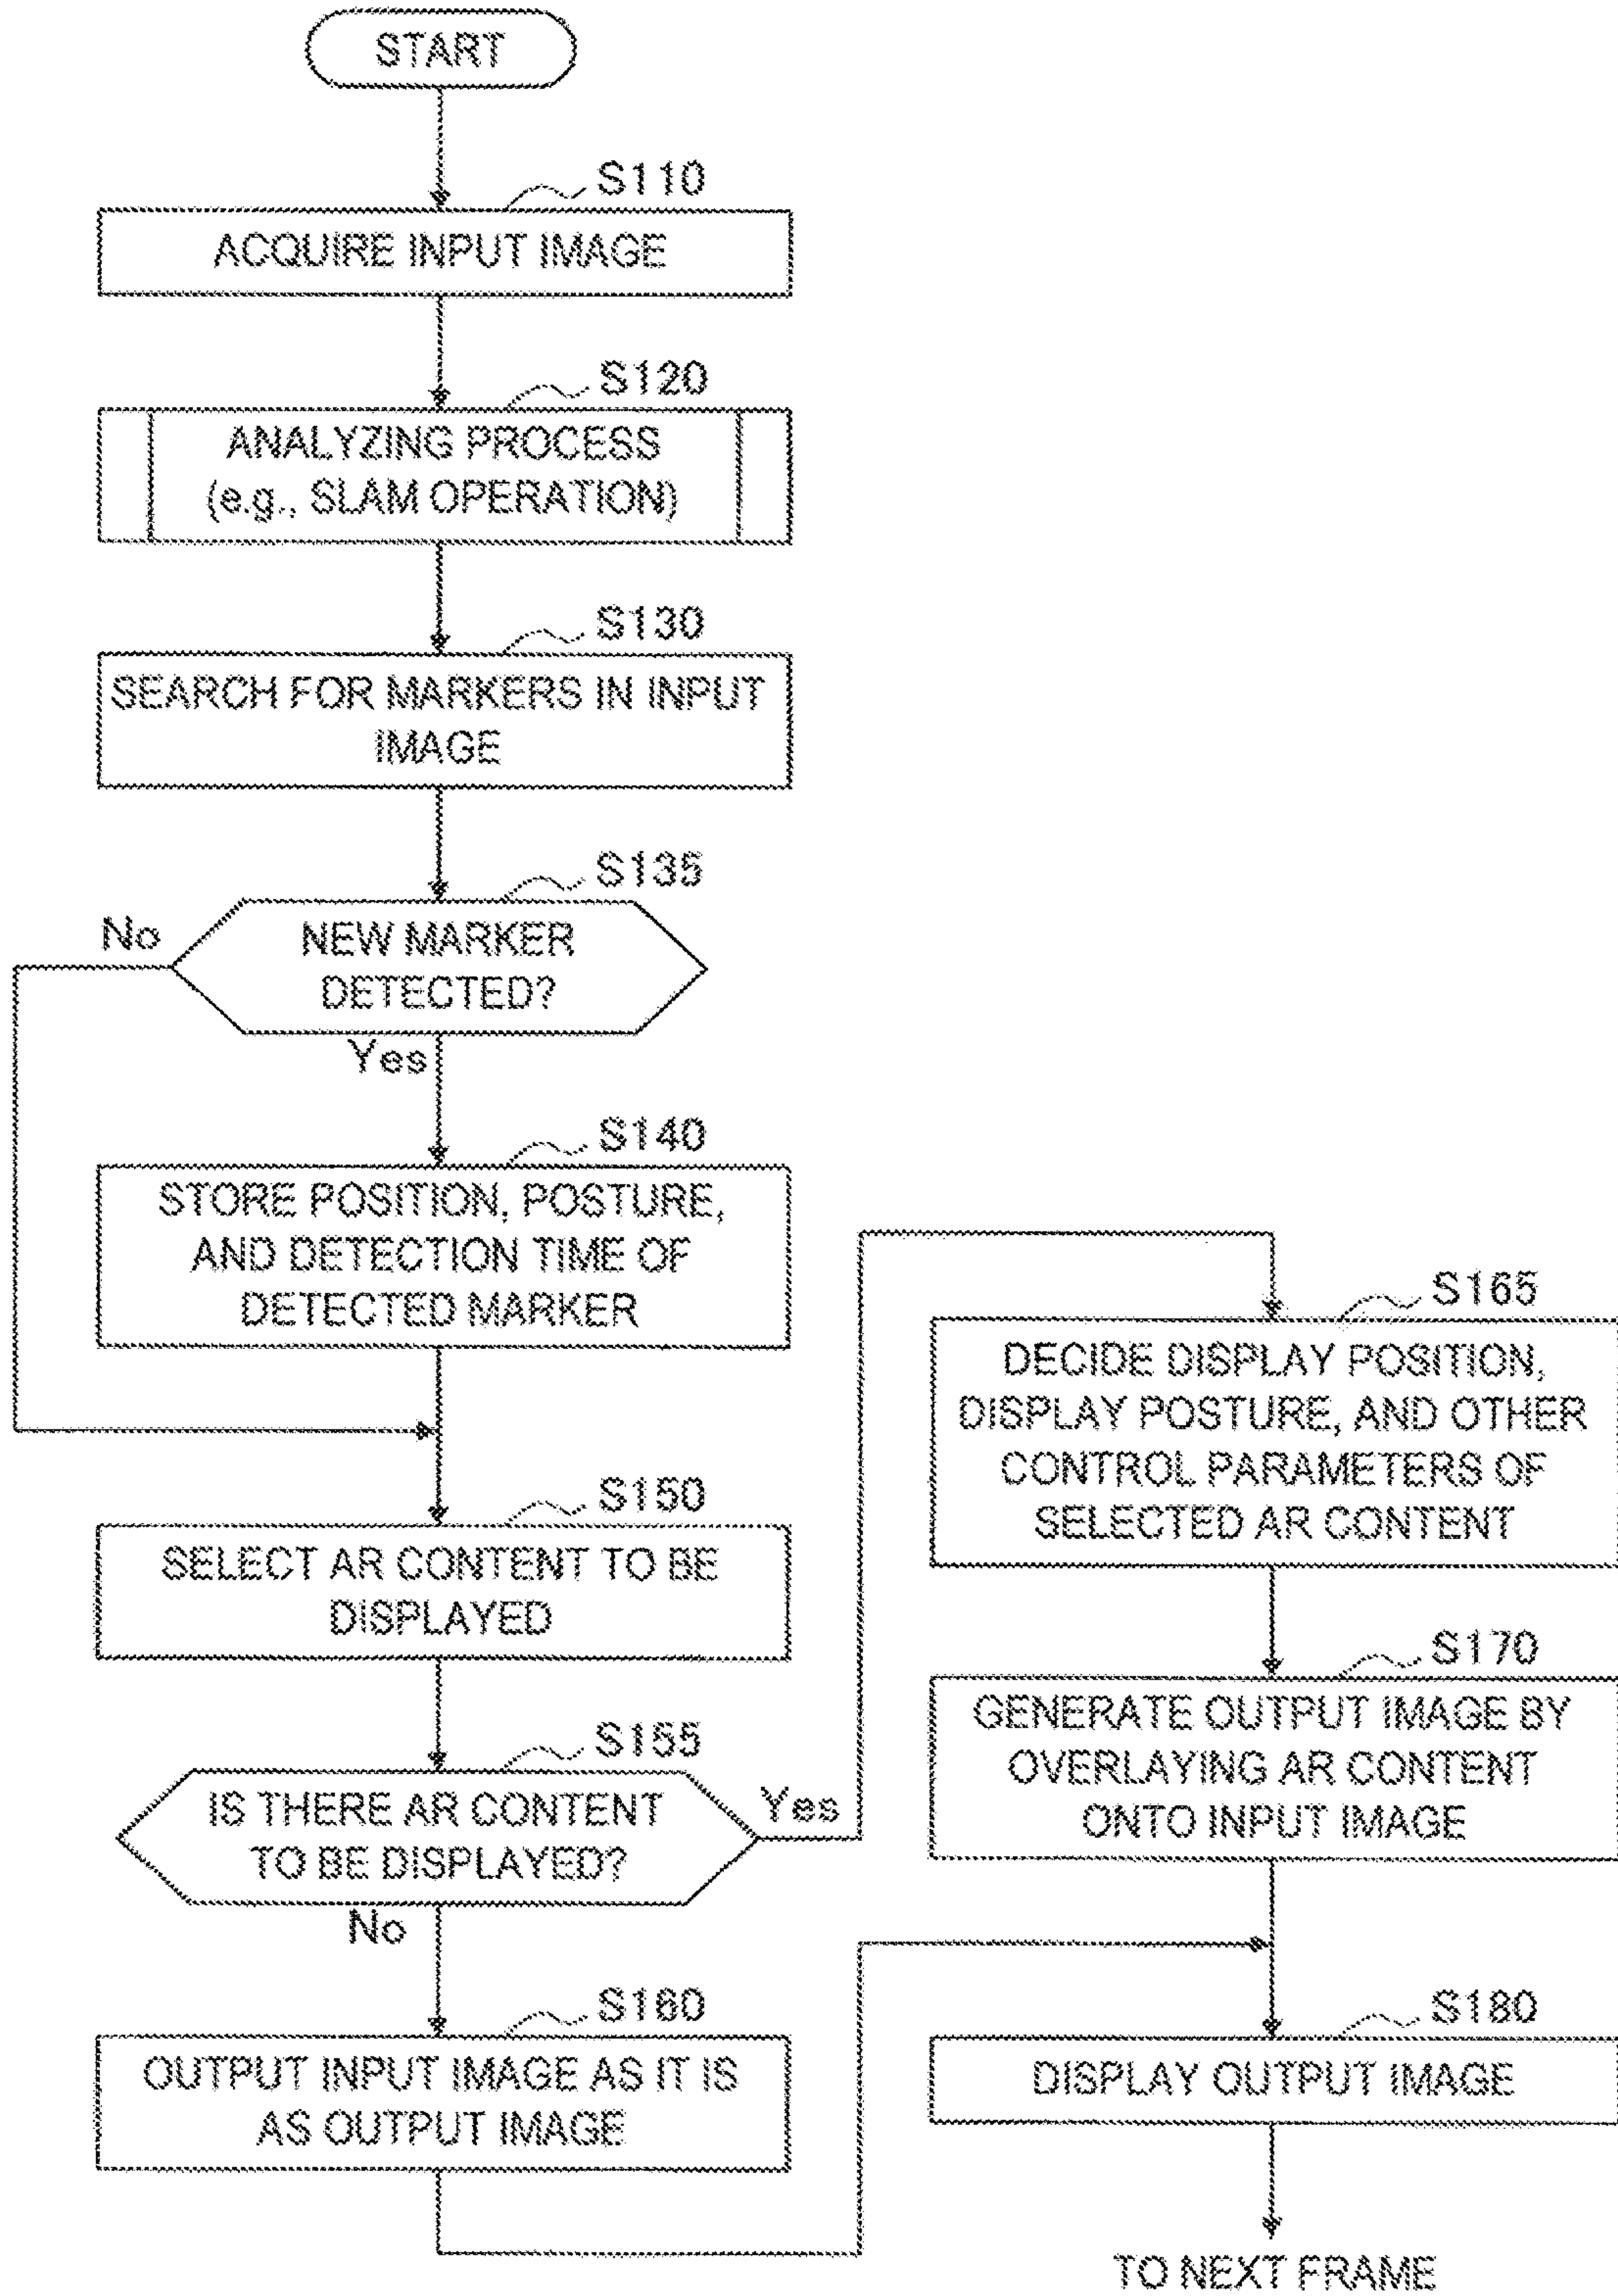 START
S110
ACQUIRE INPUT IMAGE
S120
ANALYZING PROCESS
(e.g., SLAM OPERATION)
S130
SEARCH FOR MARKERS IN INPUT
IMAGE
S135
No
NEW MARKER
DETECTED?
Yes
S140
STORE POSITION, POSTURE,
AND DETECTION TIME OF
DETECTED MARKER
S150
SELECT AR CONTENT TO BE
DISPLAYED
S155
IS THERE AR CONTENT
TO BE DISPLAYED?
Yes
No
S160
OUTPUT INPUT IMAGE AS IT IS
AS OUTPUT IMAGE
S165
DECIDE DISPLAY POSITION,
DISPLAY POSTURE, AND OTHER
CONTROL PARAMETERS OF
SELECTED AR CONTENT
S170
GENERATE OUTPUT IMAGE BY
OVERLAYING AR CONTENT
ONTO INPUT IMAGE
S180
DISPLAY OUTPUT IMAGE
TO NEXT FRAME